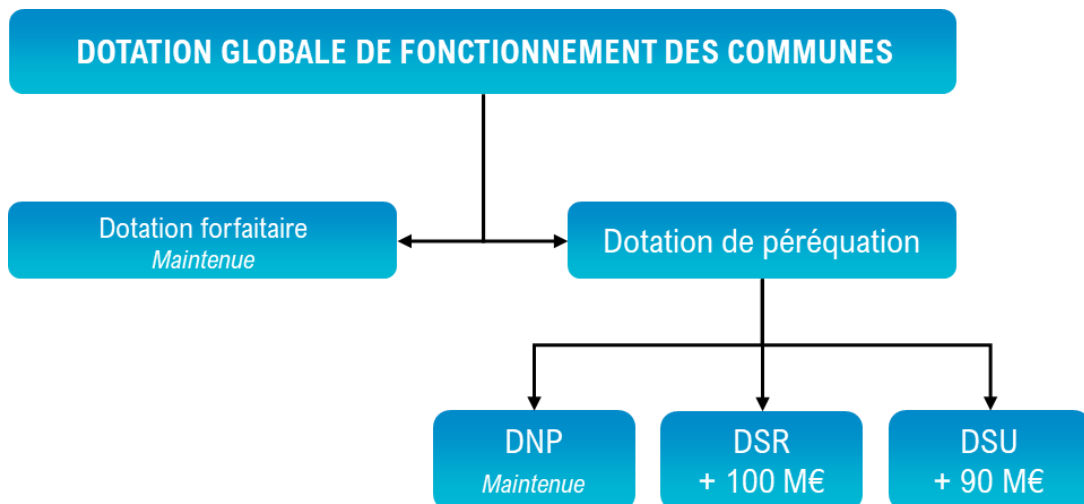 DOTATION GLOBALE DE FONCTIONNEMENT DES COMMUNES
Dotation forfaitaire
Maintenue
Dotation de péréquation
DNP
Maintenue
DSR
+ 100 M€
DSU
+ 90 M€